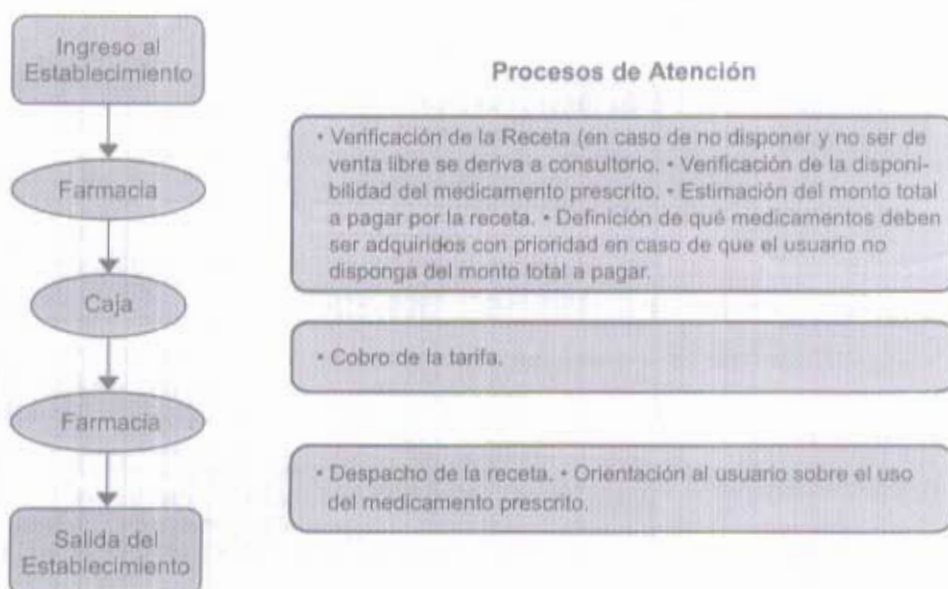 Ingreso al
Establecimiento
Procesos de Atención
Farmacia
• Verificación de la Receta (en caso de no disponer y no ser de
venta libre se deriva a consultorio. • Verificación de la disponi-
bilidad del medicamento prescrito. • Estimación del monto total
a pagar por la receta. • Definición de qué medicamentos deben
ser adquiridos con prioridad en caso de que el usuario no
disponga del monto total a pagar.
Caja
• Cobro de la tarifa.
Farmacia
• Despacho de la receta. • Orientación al usuario sobre el uso
del medicamento prescrito.
Salida del
Establecimiento